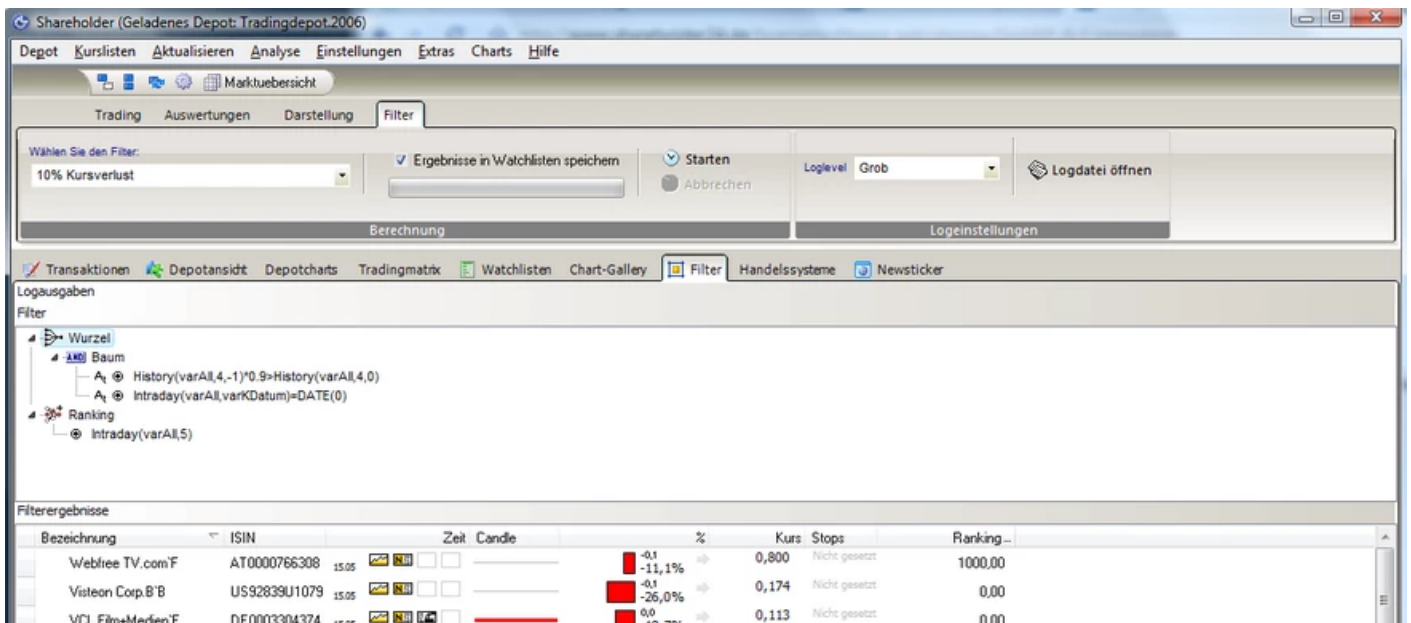 Shareholder (Geladenes Depot: Tradingdepot.2006)
Depot Kurslisten Aktualisieren Analyse Einstellungen Extras Charts Hilfe
Marktuebersicht
Trading Auswertungen Darstellung Filter
Wählen Sie den Filter:
10% Kursverlust
Ergebnisse in Watchlisten speichern
Starten
Abbrechen
Loglevel Grob
Logdatei öffnen
Berechnung Logeinstellungen
Transaktionen Depotansicht Depotcharts Tradingmatrix Watchlisten Chart-Gallery Filter Handelssysteme Newsticker
Logausgaben
Filter
Wurzel
AND Baum
History(varAll,4,-1)*0.9>History(varAll,4,0)
Intraday(varAll,varKDatum)=DATE(0)
Ranking
Intraday(varAll,5)
Filterergebnisse
Bezeichnung ISIN Zeit Candle % Kurs Stops Ranking...
Webfree TV.com'F AT0000766308 15.05 -0,1 -11,1% 0,800 Nicht gesetzt 1000,00
Visteon Corp.B'B US92839U1079 15.05 -0,1 -26,0% 0,174 Nicht gesetzt 0,00
VCL Film+Medien'F DE0003304374 0,0 0,113 Nicht gesetzt 0,00